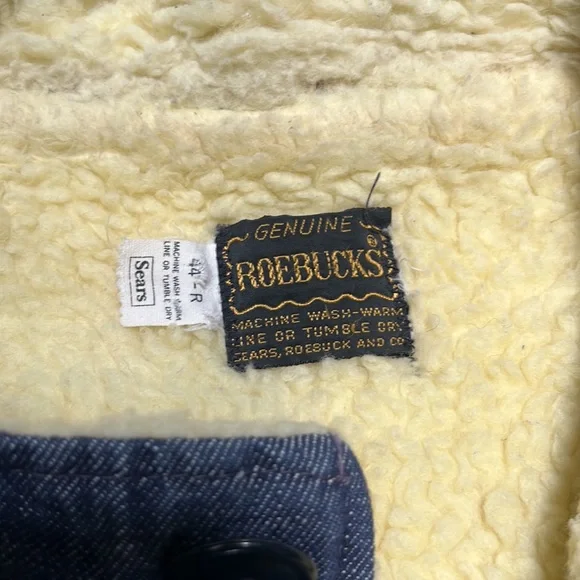 GENUINE
ROEBUCKS®
MACHINE WASH-WARM
LINE OR TUMBLE DRY
SEARS, ROEBUCK AND CO
44-R
MACHINE WASH WARM
LINE OR TUMBLE DRY
Sears